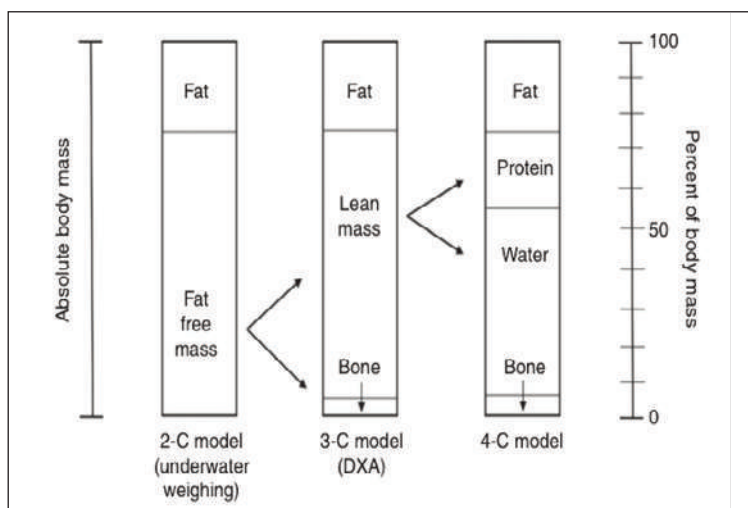 Absolute body mass
Fat
Fat
free
mass
2-C model
(underwater
weighing)
Fat
Lean
mass
Bone
3-C model
(DXA)
Fat
Protein
Water
Bone
4-C model
100
50
0
Percent of body mass